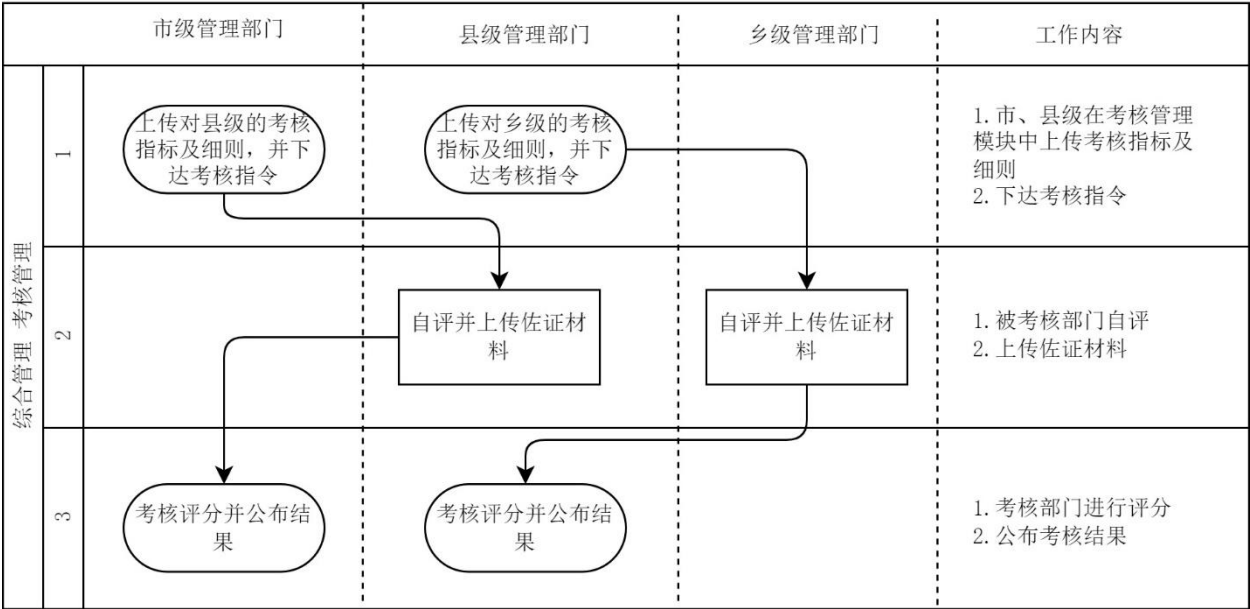 市级管理部门
县级管理部门
乡级管理部门
工作内容
综合管理 考核管理
1
上传对县级的考核
指标及细则，并下
达考核指令
上传对乡级的考核
指标及细则，并下
达考核指令
1. 市、县级在考核管理
模块中上传考核指标及
细则
2. 下达考核指令
2
自评并上传佐证材
料
自评并上传佐证材
料
1. 被考核部门自评
2. 上传佐证材料
3
考核评分并公布结
果
考核评分并公布结
果
1. 考核部门进行评分
2. 公布考核结果